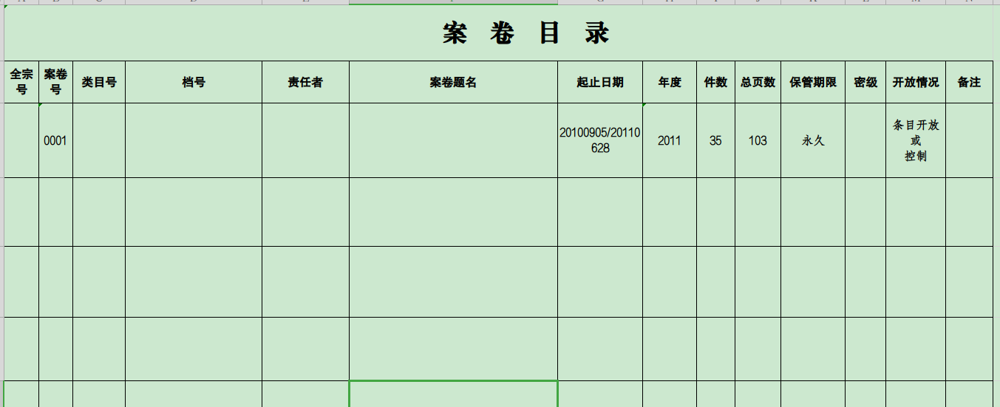 案 卷 目 录
全宗
号
案卷
号
类目号
档号
责任者
案卷题名
起止日期
年度
件数
总页数
保管期限
密级
开放情况
备注
0001
20100905/20110
628
2011
35
103
永久
条目开放
或
控制